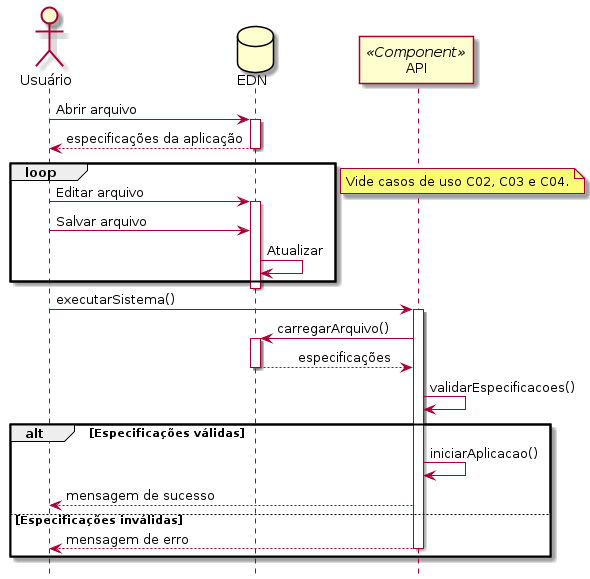 Usuário
EDN
«Component»
API
Abrir arquivo
especificações da aplicação
loop
Vide casos de uso C02, C03 e C04.
Editar arquivo
Salvar arquivo
Atualizar
executarSistema()
carregarArquivo()
especificações
validarEspecificacoes()
alt [Especificações válidas]
iniciarAplicacao()
mensagem de sucesso
[Especificações inválidas]
mensagem de erro